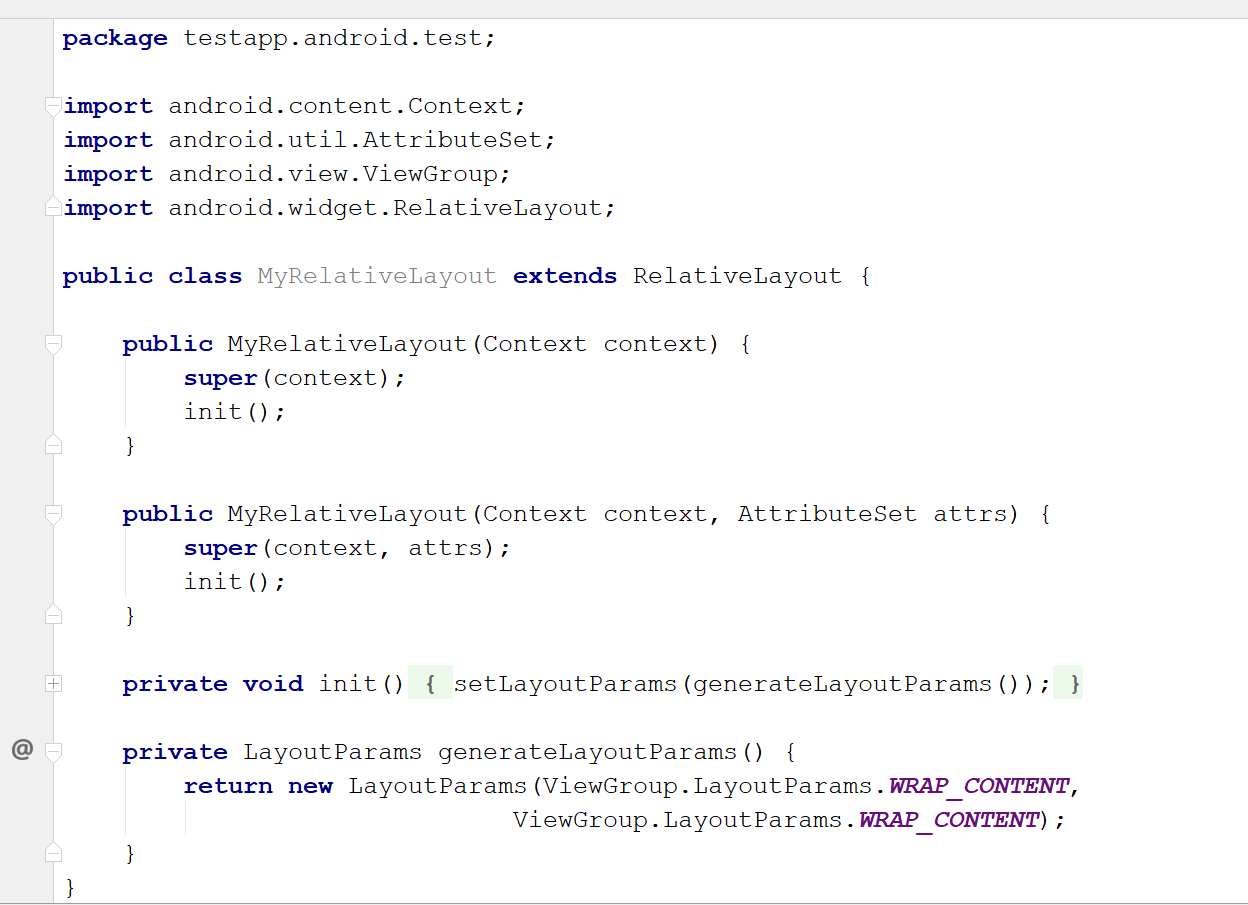 package testapp.android.test;
import android.content.Context;
import android.util.AttributeSet;
import android.view.ViewGroup;
import android.widget.RelativeLayout;
public class MyRelativeLayout extends RelativeLayout {
public MyRelativeLayout(Context context) {
super(context);
init();
}
public MyRelativeLayout(Context context, AttributeSet attrs) {
super(context, attrs);
init();
}
private void init() { setLayoutParams(generateLayoutParams()); }
@ private LayoutParams generateLayoutParams() {
return new LayoutParams(ViewGroup.LayoutParams.WRAP_CONTENT,
ViewGroup.LayoutParams.WRAP_CONTENT);
}
}